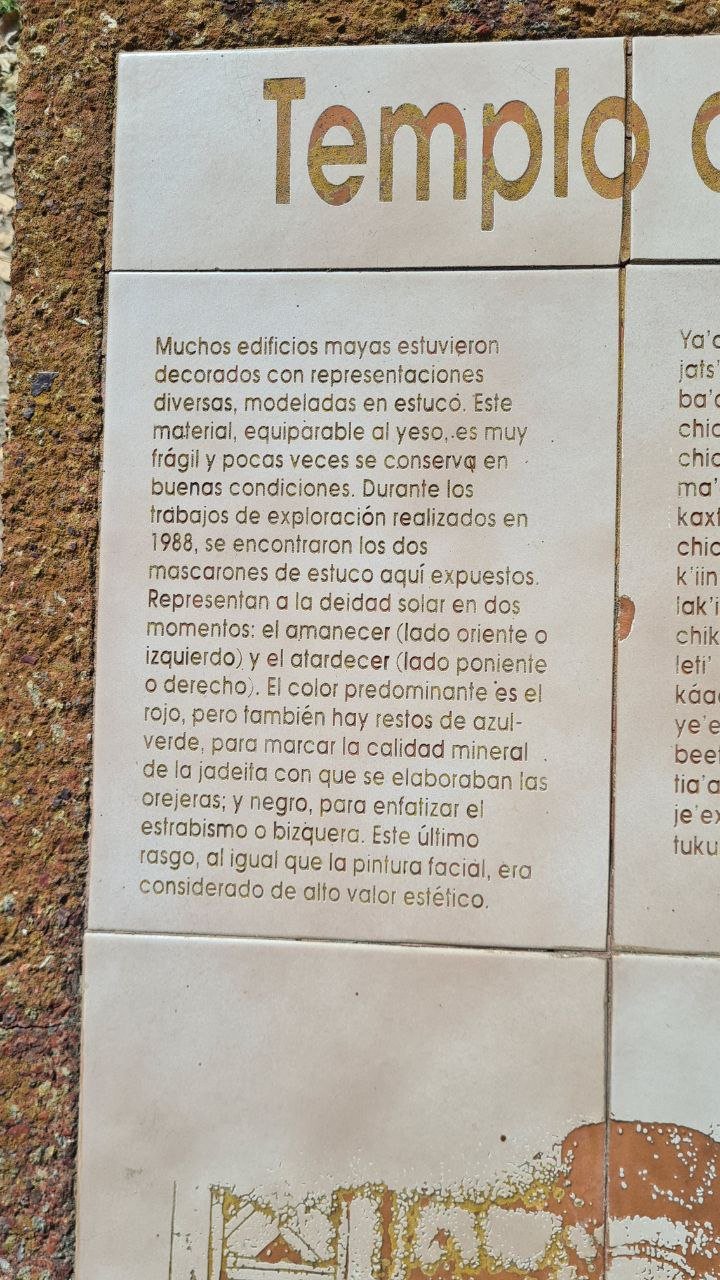 Templo
Muchos edificios mayas estuvieron
decorados con representaciones
diversas, modeladas en estuco. Este
material, equiparable al yeso, es muy
frágil y pocas veces se conserva en
buenas condiciones. Durante los
trabajos de exploración realizados en
1988, se encontraron los dos
mascarones de estuco aquí expuestos.
Representan a la deidad solar en dos
momentos: el amanecer (lado oriente o
izquierdo) y el atardecer (lado poniente
o derecho). El color predominante es el
rojo, pero también hay restos de azul-
verde, para marcar la calidad mineral
de la jadeita con que se elaboraban las
orejeras; y negro, para enfatizar el
estrabismo o bizquera. Este último
rasgo, al igual que la pintura facial, era
considerado de alto valor estético.
Ya'a
jats'
ba'a
chic
chic
ma'
kaxt
chic
k'iin
lak'i
chik
leti'
káa
ye'e
beet
tia'a
je'ex
tuku